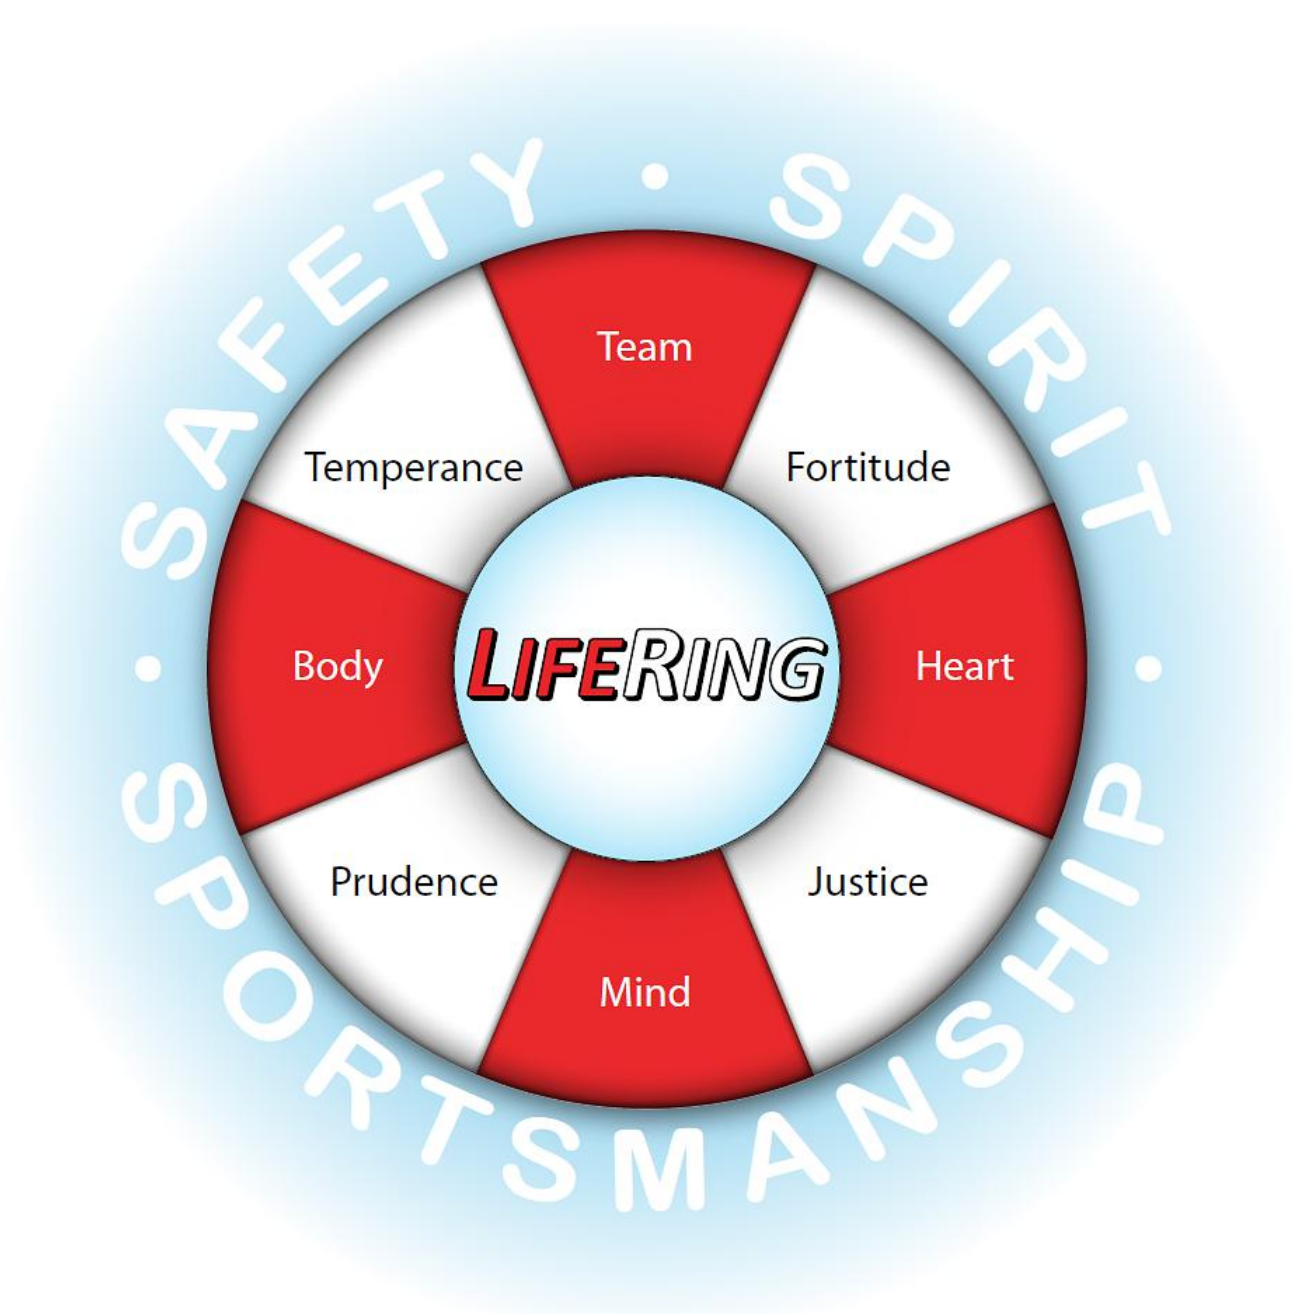 SAFETY • SPIRIT • SPORTSMANSHIP •
Team
Temperance
Fortitude
Body
LIFERING
Heart
Prudence
Justice
Mind